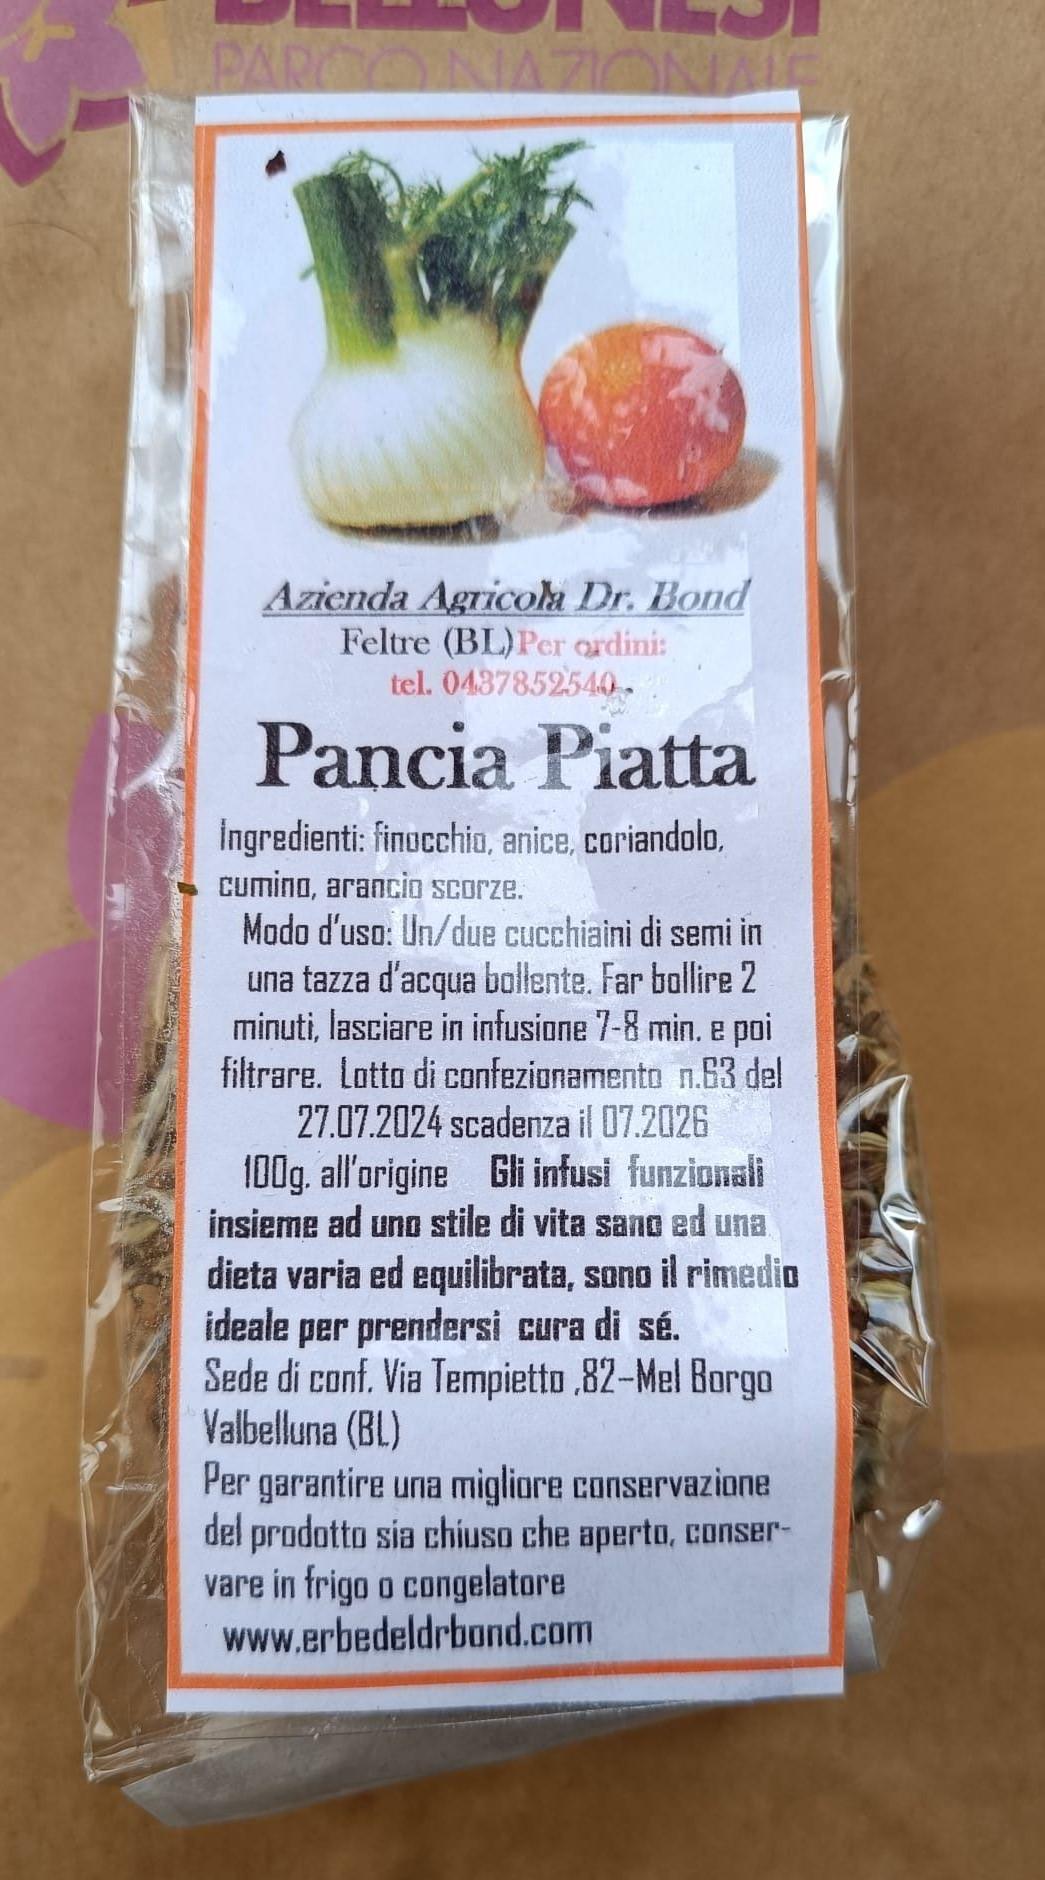 BELLUNESI
PARCO NAZIONALE
Azienda Agricola Dr. Bond
Feltre (BL)Per ordini:
tel. 0437852540.
Pancia Piatta
Ingredienti: finocchio, anice, coriandolo,
cumino, arancio scorze.
Modo d'uso: Un/due cucchiaini di semi in
una tazza d'acqua bollente. Far bollire 2
minuti, lasciare in infusione 7-8 min. e poi
filtrare. Lotto di confezionamento n.63 del
27.07.2024 scadenza il 07.2026
100g. all'origine Gli infusi funzionali
insieme ad uno stile di vita sano ed una
dieta varia ed equilibrata, sono il rimedio
ideale per prendersi cura di sé.
Sede di conf. Via Tempietto ,82-Mel Borgo
Valbelluna (BL)
Per garantire una migliore conservazione
del prodotto sia chiuso che aperto, conser-
vare in frigo o congelatore
www.erbedeldrbond.com